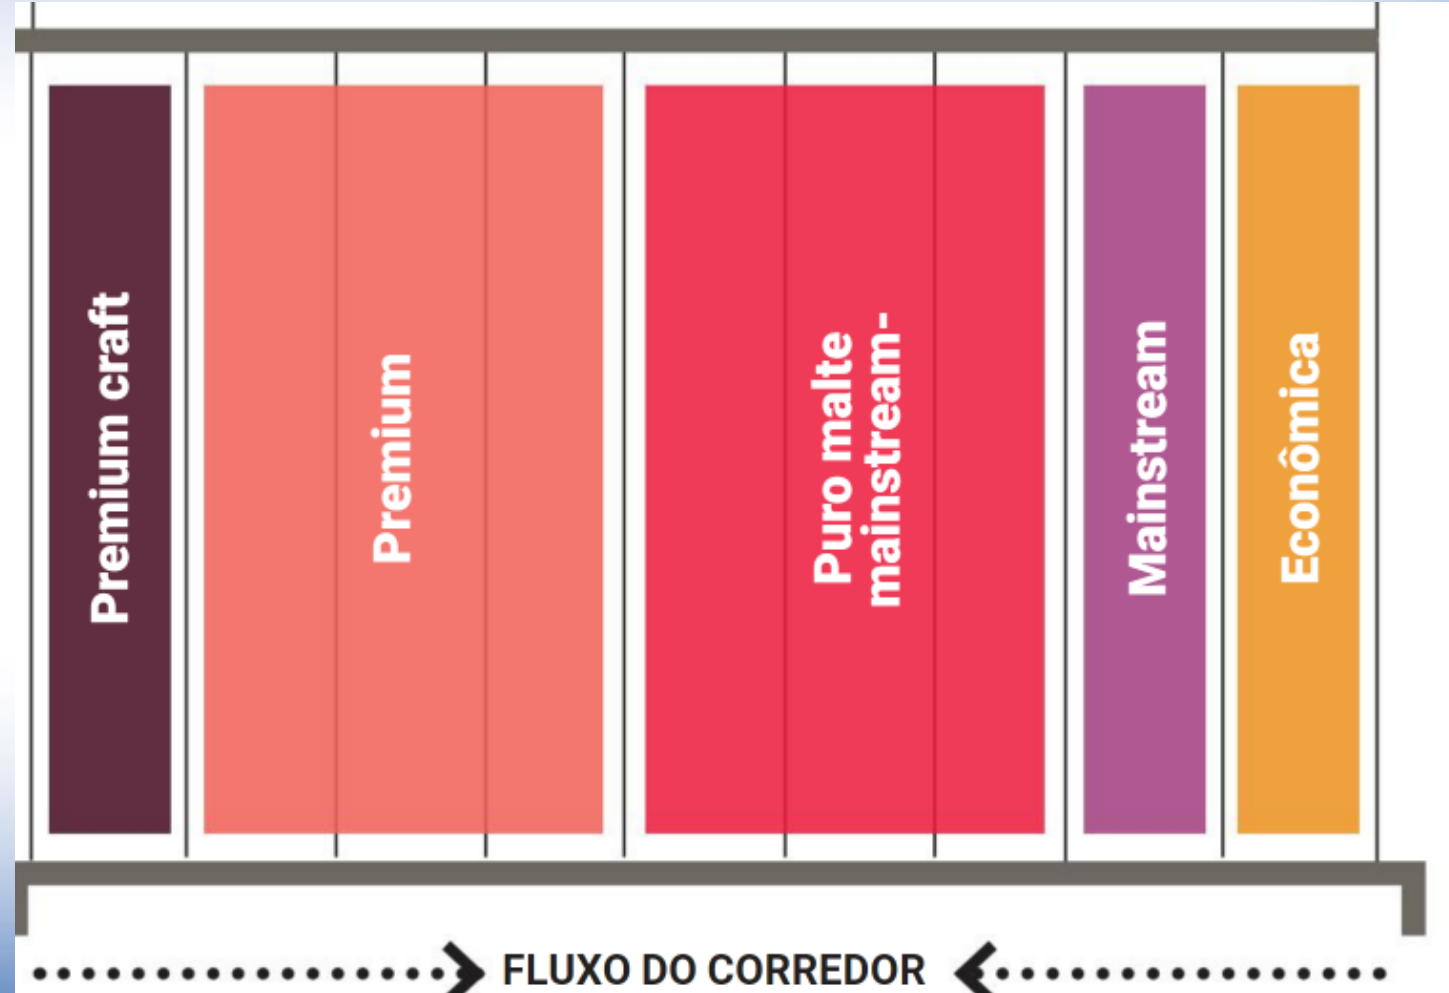 Premium craft
Premium
Puro malte
mainstream-
Mainstream
Econômica
FLUXO DO CORREDOR